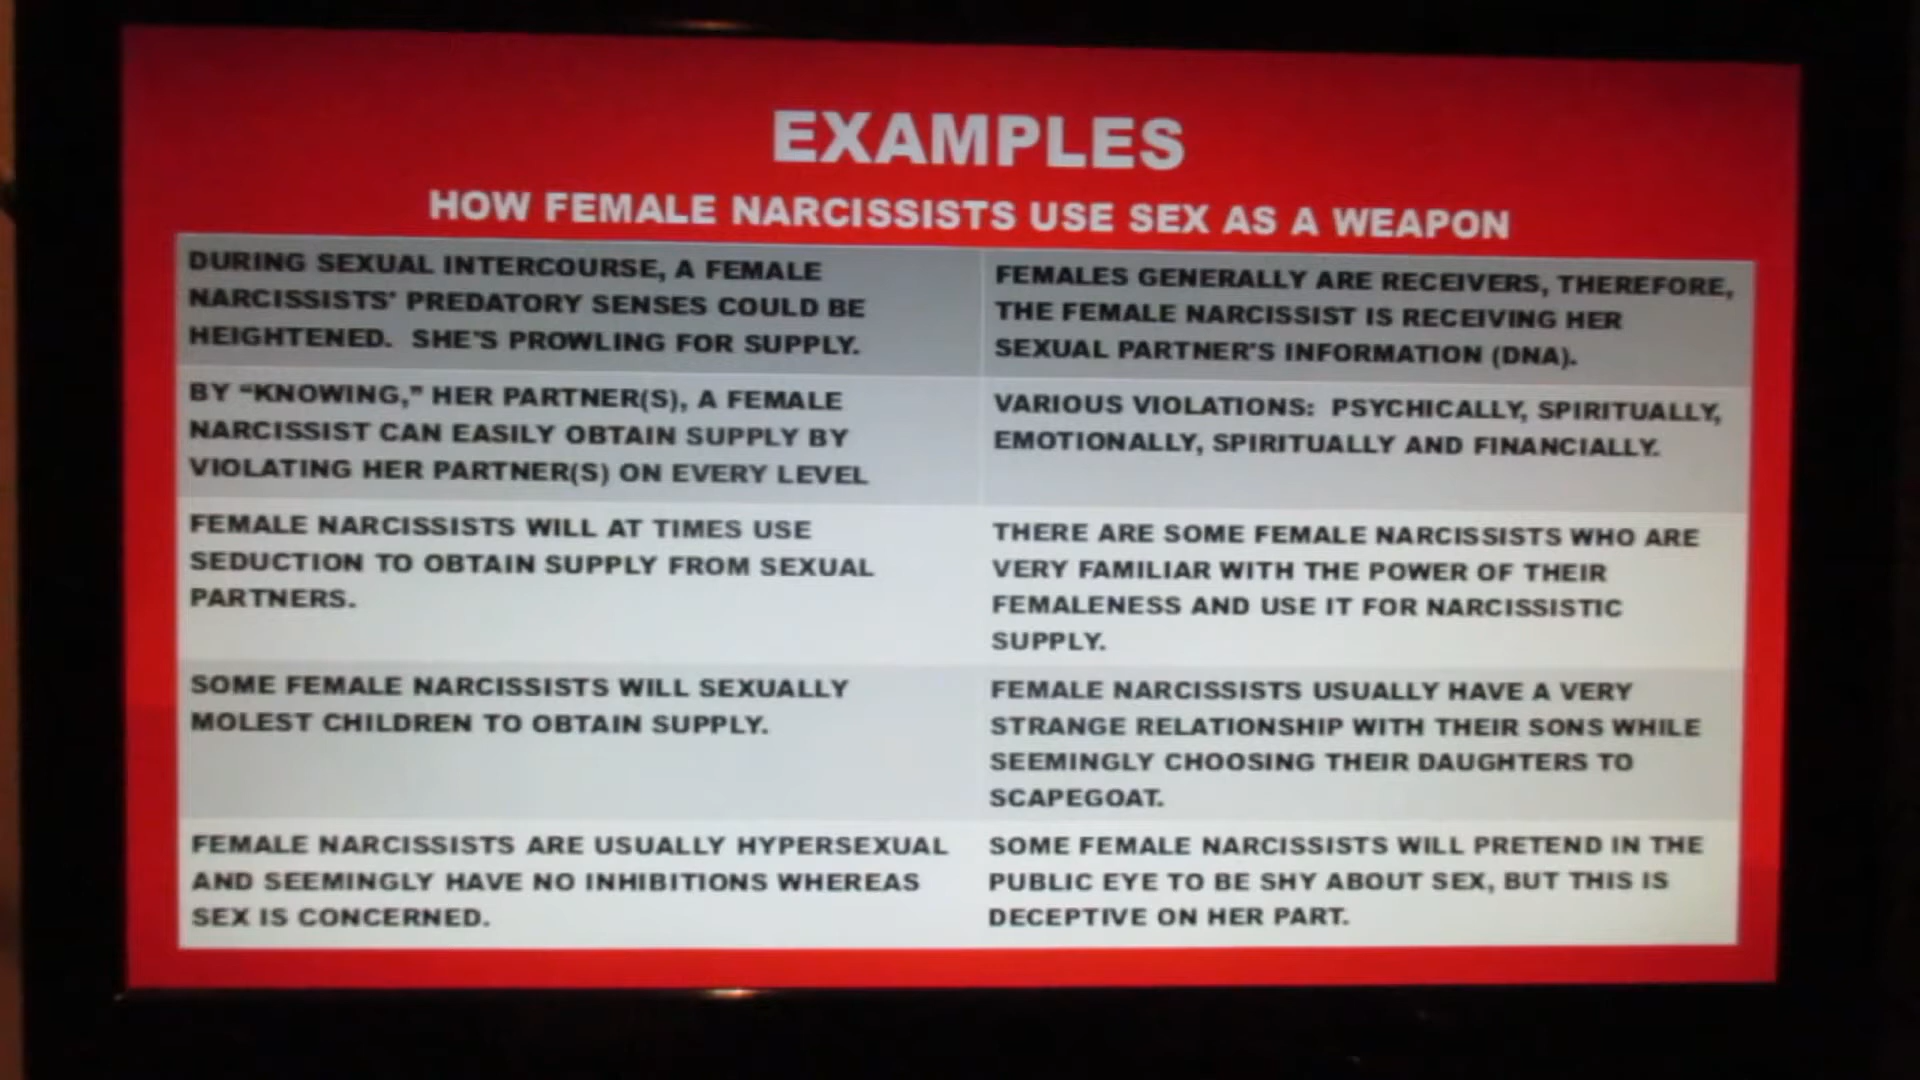 EXAMPLES
HOW FEMALE NARCISSISTS USE SEX AS A WEAPON
DURING SEXUAL INTERCOURSE, A FEMALE
NARCISSISTS' PREDATORY SENSES COULD BE
HEIGHTENED. SHE'S PROWLING FOR SUPPLY.
FEMALES GENERALLY ARE RECEIVERS, THEREFORE,
THE FEMALE NARCISSIST IS RECEIVING HER
SEXUAL PARTNER'S INFORMATION (DNA).
BY "KNOWING," HER PARTNER(S), A FEMALE
NARCISSIST CAN EASILY OBTAIN SUPPLY BY
VIOLATING HER PARTNER(S) ON EVERY LEVEL
VARIOUS VIOLATIONS: PSYCHICALLY, SPIRITUALLY,
EMOTIONALLY, SPIRITUALLY AND FINANCIALLY.
FEMALE NARCISSISTS WILL AT TIMES USE
SEDUCTION TO OBTAIN SUPPLY FROM SEXUAL
PARTNERS.
THERE ARE SOME FEMALE NARCISSISTS WHO ARE
VERY FAMILIAR WITH THE POWER OF THEIR
FEMALENESS AND USE IT FOR NARCISSISTIC
SUPPLY.
SOME FEMALE NARCISSISTS WILL SEXUALLY
MOLEST CHILDREN TO OBTAIN SUPPLY.
FEMALE NARCISSISTS USUALLY HAVE A VERY
STRANGE RELATIONSHIP WITH THEIR SONS WHILE
SEEMINGLY CHOOSING THEIR DAUGHTERS TO
SCAPEGOAT.
FEMALE NARCISSISTS ARE USUALLY HYPERSEXUAL
AND SEEMINGLY HAVE NO INHIBITIONS WHEREAS
SEX IS CONCERNED.
SOME FEMALE NARCISSISTS WILL PRETEND IN THE
PUBLIC EYE TO BE SHY ABOUT SEX, BUT THIS IS
DECEPTIVE ON HER PART.